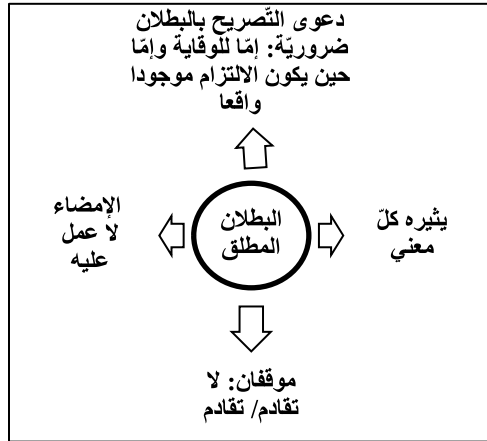 دعوى التّصريح بالبطلان
ضروريّة: إمّا للوقاية وإمّا
حين يكون الالتزام موجودا
واقعا
يثيره كلّ
معني
البطلان
المطلق
الإمضاء
لا عمل
عليه
موقفان: لا
تقادم/ تقادم